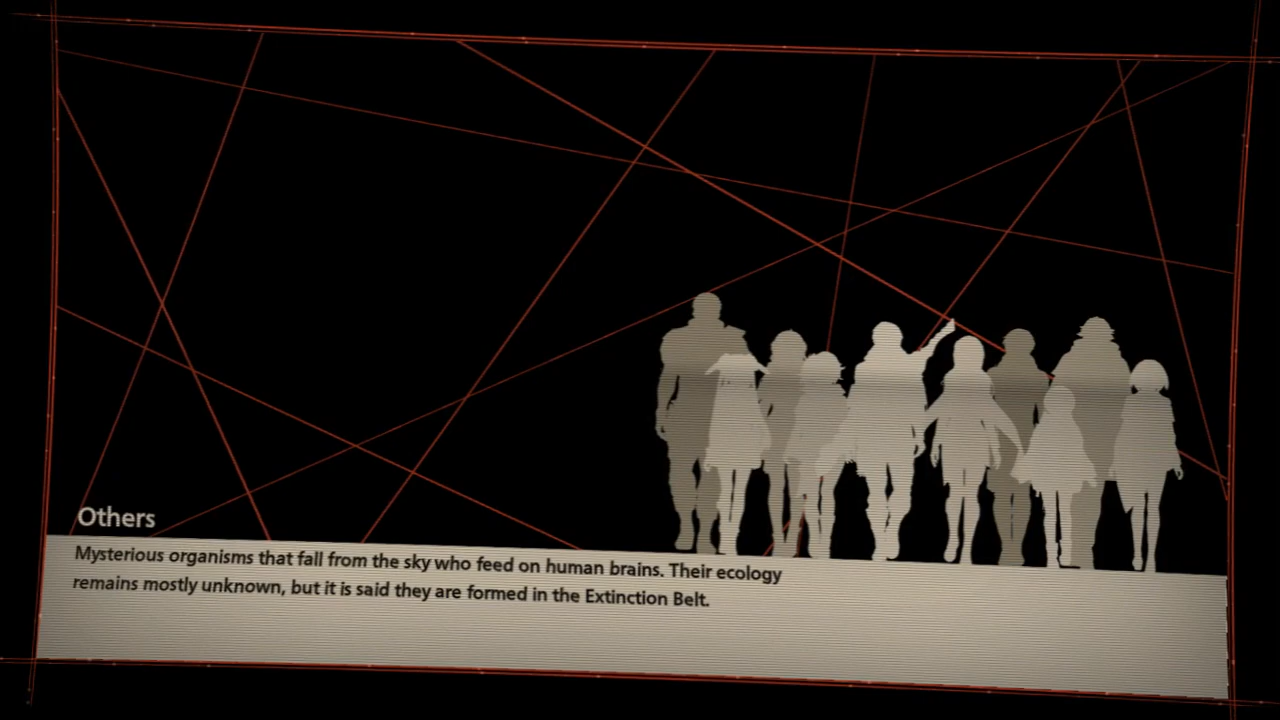 Others
Mysterious organisms that fall from the sky who feed on human brains. Their ecology
remains mostly unknown, but it is said they are formed in the Extinction Belt.